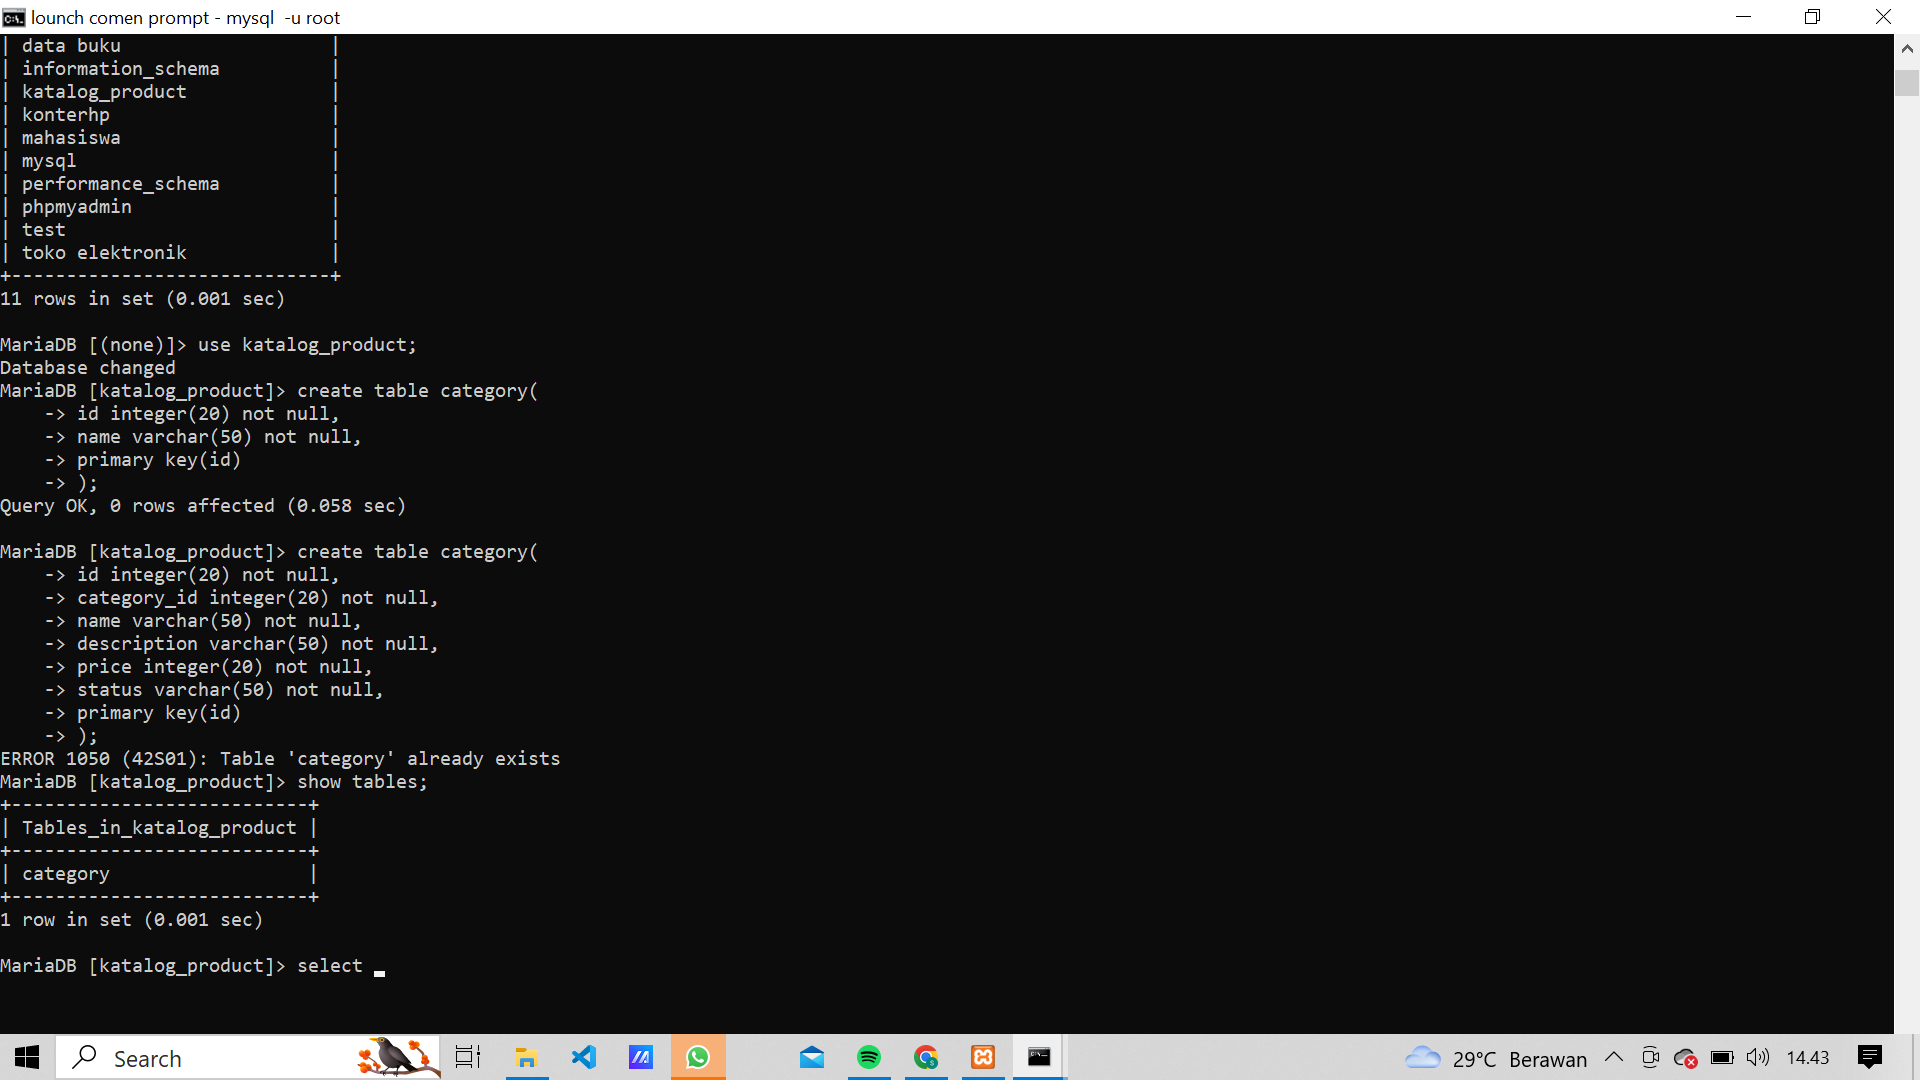 lounch comen prompt - mysql  -u root
| data buku                   |
| information_schema          |
| katalog_product             |
| konterhp                    |
| mahasiswa                   |
| mysql                       |
| performance_schema          |
| phpmyadmin                  |
| test                        |
| toko elektronik             |
+-----------------------------+
11 rows in set (0.001 sec)
MariaDB [(none)]> use katalog_product;
Database changed
MariaDB [katalog_product]> create table category(
    -> id integer(20) not null,
    -> name varchar(50) not null,
    -> primary key(id)
    -> );
Query OK, 0 rows affected (0.058 sec)
MariaDB [katalog_product]> create table category(
    -> id integer(20) not null,
    -> category_id integer(20) not null,
    -> name varchar(50) not null,
    -> description varchar(50) not null,
    -> price integer(20) not null,
    -> status varchar(50) not null,
    -> primary key(id)
    -> );
ERROR 1050 (42S01): Table 'category' already exists
MariaDB [katalog_product]> show tables;
+---------------------------+
| Tables_in_katalog_product |
+---------------------------+
| category                  |
+---------------------------+
1 row in set (0.001 sec)
MariaDB [katalog_product]> select
Search
29°C Berawan
14.43